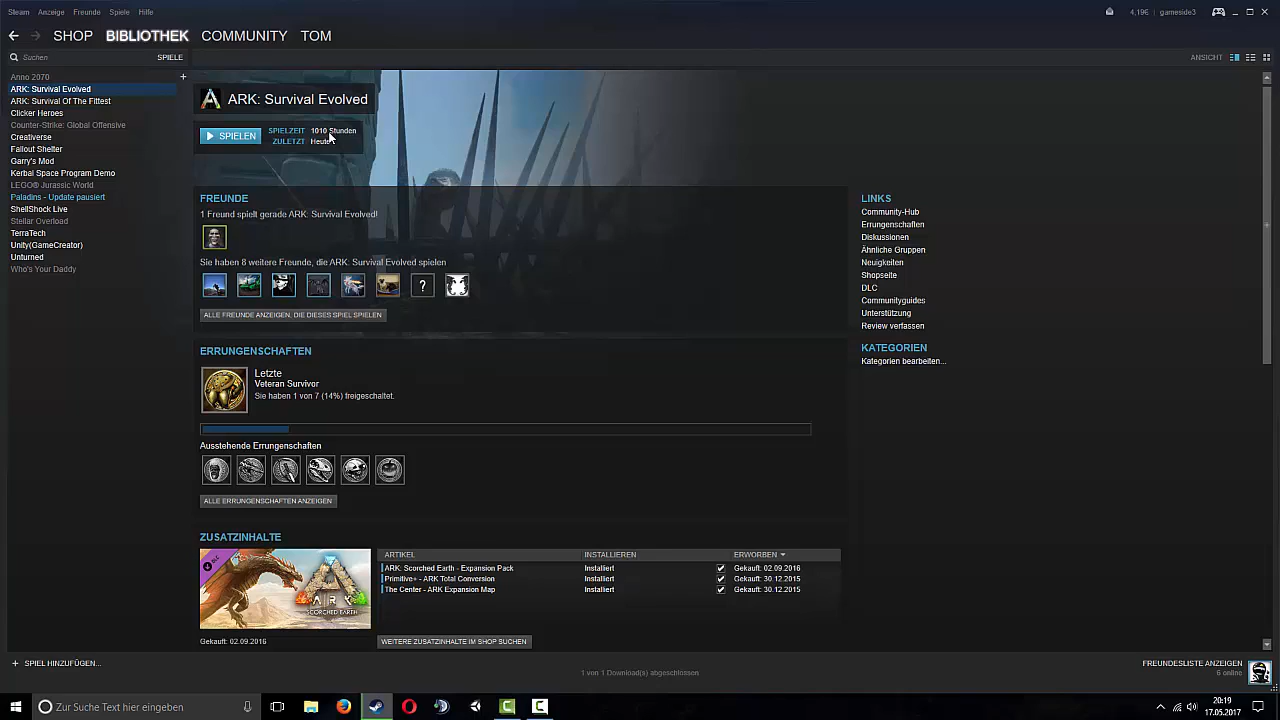 Steam Anzeige Freunde Spiele Hilfe
4,196 gameside3
SHOP BIBLIOTHEK COMMUNITY TOM
Suchen SPIELE
ANSICHT
Anno 2070
ARK: Survival Evolved
ARK: Survival Of The Fittest
Clicker Heroes
Counter-Strike: Global Offensive
Creativerse
Fallout Shelter
Garry's Mod
Kerbal Space Program Demo
LEGO® Jurassic World
Paladins - Update pausiert
ShellShock Live
Stellar Overload
TerraTech
Unity(GameCreator)
Unturned
Who's Your Daddy
ARK: Survival Evolved
SPIELEN
SPIELZEIT 1010 Stunden
ZULETZT Heute
FREUNDE
1 Freund spielt gerade ARK: Survival Evolved!
Sie haben 8 weitere Freunde, die ARK: Survival Evolved spielen
?
ALLE FREUNDE ANZEIGEN, DIE DIESES SPIEL SPIELEN
ERRUNGENSCHAFTEN
Letzte
Veteran Survivor
Sie haben 1 von 7 (14%) freigeschaltet.
Ausstehende Errungenschaften
ALLE ERRUNGENSCHAFTEN ANZEIGEN
ZUSATZINHALTE
DLC
ARK
SCORCHED EARTH
Gekauft: 02.09.2016
ARTIKEL INSTALLIEREN ERWORBEN
ARK: Scorched Earth - Expansion Pack Installiert Gekauft: 02.09.2016
Primitive+ - ARK Total Conversion Installiert Gekauft: 30.12.2015
The Center - ARK Expansion Map Installiert Gekauft: 30.12.2015
WEITERE ZUSATZINHALTE IM SHOP SUCHEN
LINKS
Community-Hub
Errungenschaften
Diskussionen
Ähnliche Gruppen
Neuigkeiten
Shopseite
DLC
Communityguides
Unterstützung
Review verfassen
KATEGORIEN
Kategorien bearbeiten...
+ SPIEL HINZUFÜGEN...
1 von 1 Download(s) abgeschlossen
FREUNDESLISTE ANZEIGEN
6 online
Zur Suche Text hier eingeben
20:19
17.05.2017